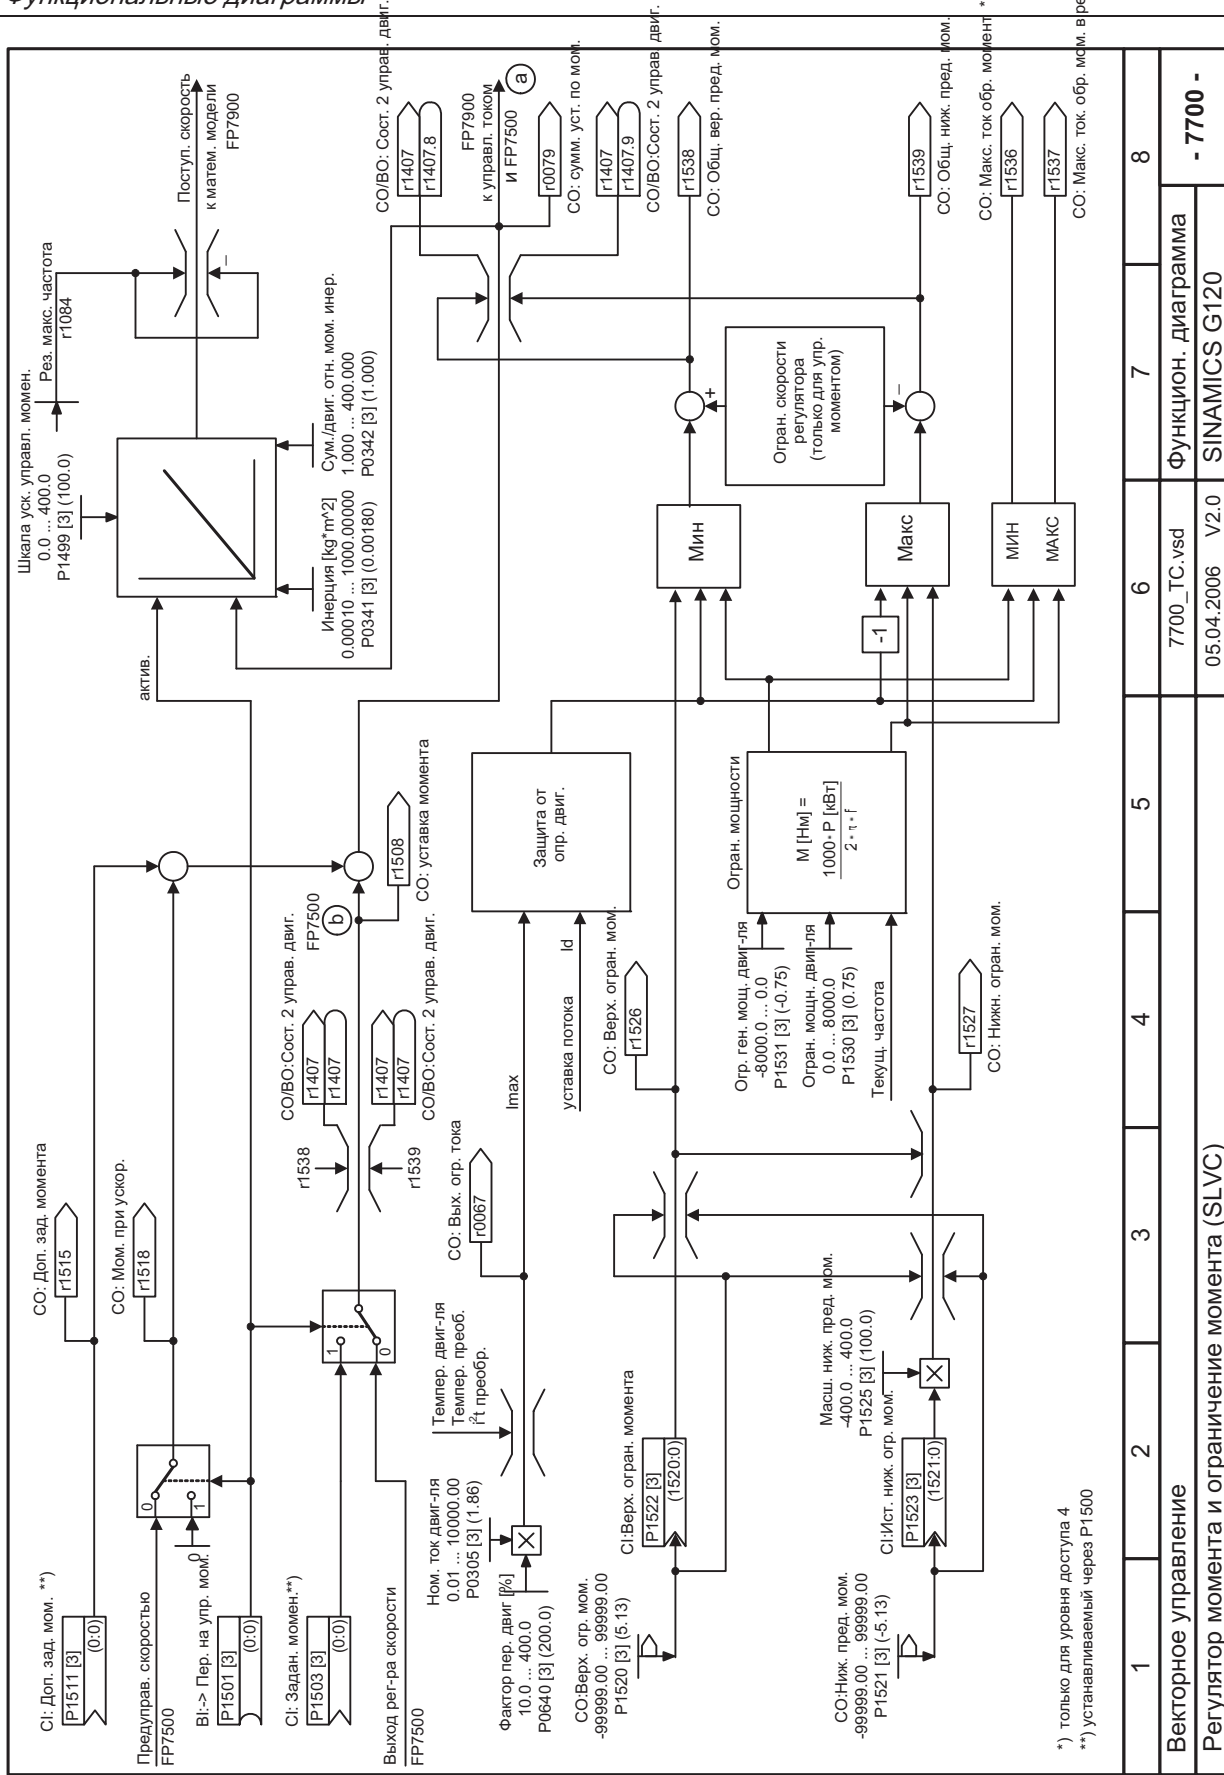 Функциональные диаграммы
CI: Доп. зад. мом. **)
P1511 [3]
(0:0)
Предуправ. скоростью
FP7500
BI:-> Пер. на упр. мом.
P1501 [3]
(0:0)
CI: Задан. момен.**)
P1503 [3]
(0:0)
Выход рег-ра скорости
FP7500
0
0
1
CO: Доп. зад. момента
r1515
CO: Мом. при ускор.
r1518
1
0
r1538
r1539
CO/BO:Сост. 2 управ. двиг.
r1407
r1407
r1407
r1407
CO/BO:Сост. 2 управ. двиг.
FP7500
b
r1508
CO: уставка момента
актив.
Шкала уск. управл. момен.
0.0 ... 400.0
P1499 [3] (100.0)
Рез. макс. частота
r1084
Инерция [kg*m^2]
0.00010 ... 1000.00000
P0341 [3] (0.00180)
Сум./двиг. отн. мом. инер.
1.000 ... 400.000
P0342 [3] (1.000)
–
Поступ. скорость
к матем. модели
FP7900
CO/BO: Сост. 2 управ. двиг.
r1407
r1407.8
FP7900
к управл. током
и FP7500
a
r0079
CO: сумм. уст. по мом.
r1407
r1407.9
CO/BO:Сост. 2 управ. двиг.
r1538
CO: Общ. вер. пред. мом.
Фактор пер. двиг [%]
10.0 ... 400.0
P0640 [3] (200.0)
Ном. ток двиг-ля
0.01 ... 10000.00
P0305 [3] (1.86)
Темпер. двиг-ля
Темпер. преоб.
i²t преобр.
CO: Вых. огр. тока
r0067
Imax
уставка потока
Id
Защита от
опр. двиг.
CO:Верх. огр. мом.
-99999.00 ... 99999.00
P1520 [3] (5.13)
CI:Верх. огран. момента
P1522 [3]
(1520:0)
CO: Верх. огран. мом.
r1526
Огр. ген. мощ. двиг-ля
-8000.0 ... 0.0
P1531 [3] (-0.75)
Огран. мощн. двиг-ля
0.0 ... 8000.0
P1530 [3] (0.75)
Текущ. частота
Огран. мощности
M [Нм] =
1000*P [кВт]
2 * π * f
Мин
-1
Макс
+
Огран. скорости
регулятора
(только для упр.
моментом)
–
r1539
CO: Общ. ниж. пред. мом.
CO:Ниж. пред. мом.
-99999.00 ... 99999.00
P1521 [3] (-5.13)
CI:Ист. ниж. огр. мом.
P1523 [3]
(1521:0)
Масш. ниж. пред. мом.
-400.0 ... 400.0
P1525 [3] (100.0)
r1527
CO: Нижн. огран. мом.
МИН
МАКС
CO: Макс. ток обр. момент *
r1536
r1537
CO: Макс. ток. обр. мом. в ре
*) только для уровня доступа 4
**) устанавливаемый через P1500
1
2
3
4
5
6
7
8
Векторное управление
7700_TC.vsd
Функцион. диаграмма
- 7700 -
Регулятор момента и ограничение момента (SLVC)
05.04.2006 V2.0
SINAMICS G120